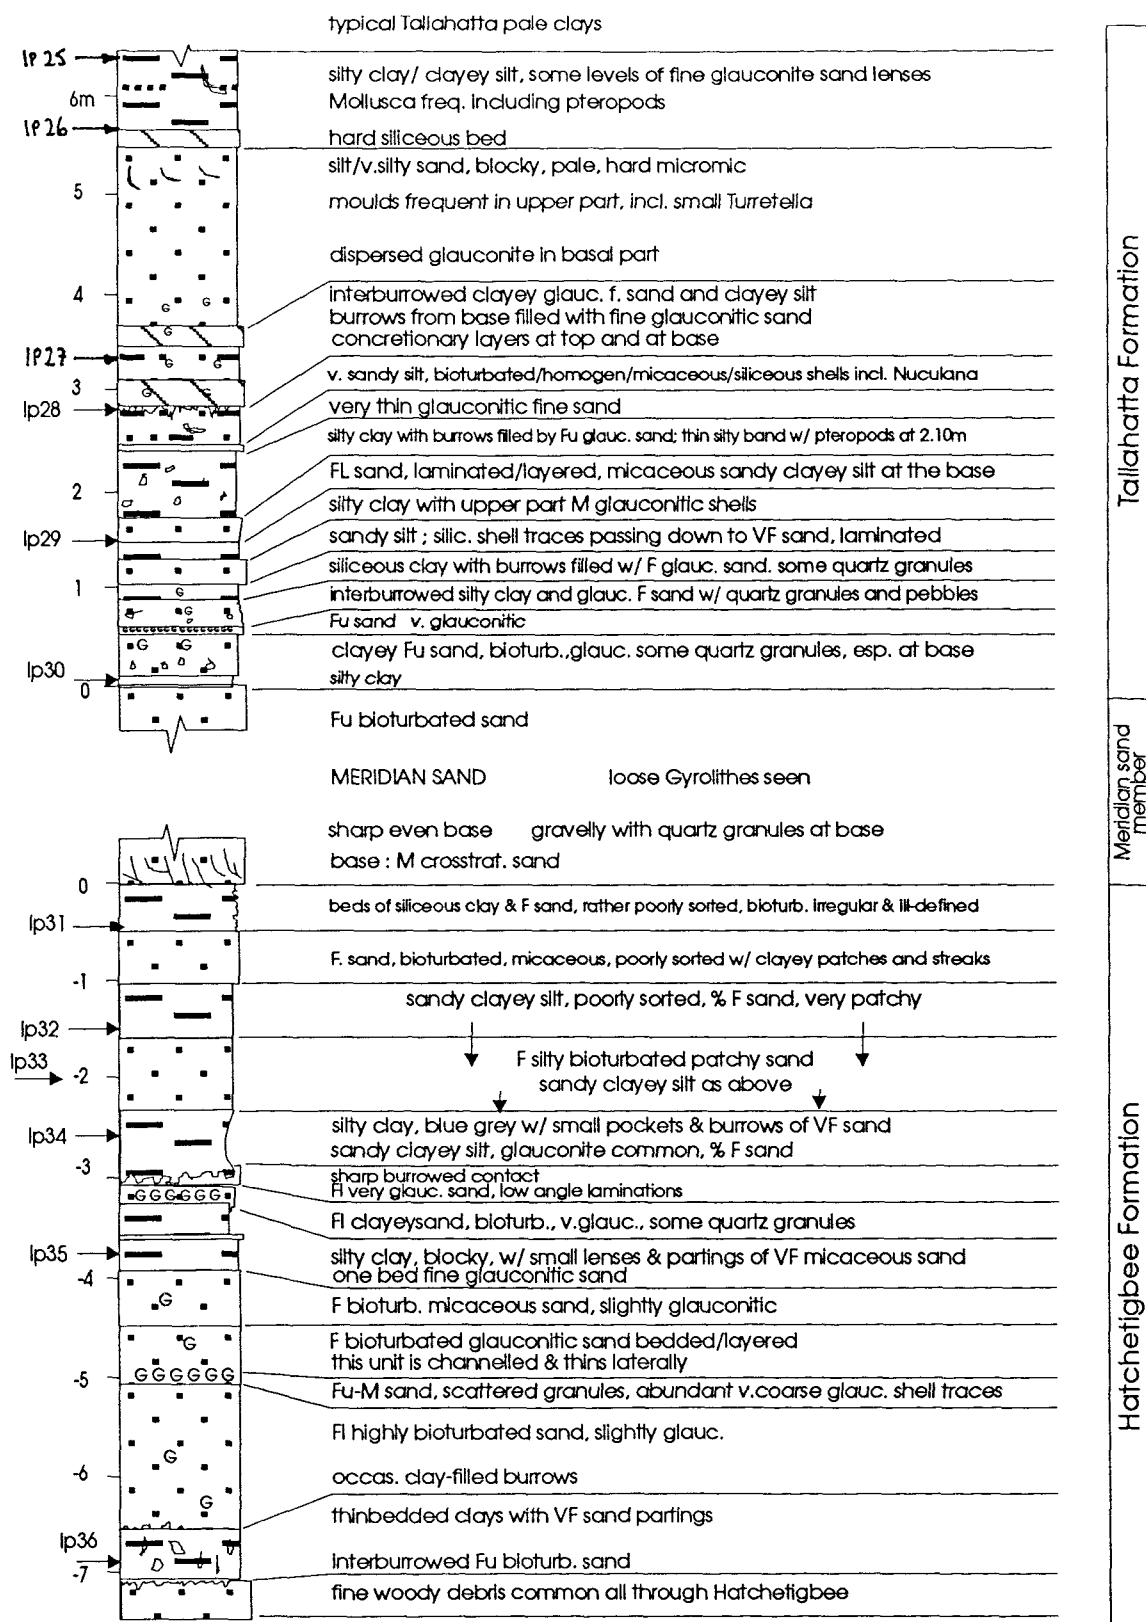 typical Tallahatta pale clays
lp25
silty clay/ clayey silt, some levels of fine glauconite sand lenses
6m
Mollusca freq. including pteropods
lp26
hard siliceous bed
silt/v.silty sand, blocky, pale, hard micromic
5
moulds frequent in upper part, incl. small Turretella
dispersed glauconite in basal part
4
G
G
interburrowed clayey glauc. f. sand and clayey silt
burrows from base filled with fine glauconitic sand
G
concretionary layers at top and at base
lp27
G
G
v. sandy silt, bioturbated/homogen/micaceous/siliceous shells incl. Nuculana
3
G
G
lp28
very thin glauconitic fine sand
silty clay with burrows filled by Fu glauc. sand; thin silty band w/ pteropods at 2.10m
FL sand, laminated/layered, micaceous sandy clayey silt at the base
2
silty clay with upper part M glauconitic shells
lp29
sandy silt ; silic. shell traces passing down to VF sand, laminated
siliceous clay with burrows filled w/ F glauc. sand. some quartz granules
1
G
interburrowed silty clay and glauc. F sand w/ quartz granules and pebbles
G
Fu sand v. glauconitic
G G
clayey Fu sand, bioturb.,glauc. some quartz granules, esp. at base
lp30
silty clay
0
Fu bioturbated sand
Tallahatta Formation
MERIDIAN SAND loose Gyrolithes seen
sharp even base gravelly with quartz granules at base
base : M crosstrat. sand
Meridian sand
member
0
beds of siliceous clay & F sand, rather poorly sorted, bioturb. irregular & ill-defined
lp31
F. sand, bioturbated, micaceous, poorly sorted w/ clayey patches and streaks
-1
sandy clayey silt, poorly sorted, % F sand, very patchy
lp32
lp33
F silty bioturbated patchy sand
-2
sandy clayey silt as above
silty clay, blue grey w/ small pockets & burrows of VF sand
lp34
sandy clayey silt, glauconite common, % F sand
-3
sharp burrowed contact
Fl very glauc. sand, low angle laminations
GGGGGG
Fl clayeysand, bioturb., v.glauc., some quartz granules
lp35
silty clay, blocky, w/ small lenses & partings of VF micaceous sand
one bed fine glauconitic sand
-4
G
F bioturb. micaceous sand, slightly glauconitic
G
F bioturbated glauconitic sand bedded/layered
this unit is channelled & thins laterally
GGGGGG
-5
Fu-M sand, scattered granules, abundant v.coarse glauc. shell traces
Fl highly bioturbated sand, slightly glauc.
G
-6
occas. clay-filled burrows
G
thinbedded clays with VF sand partings
lp36
interburrowed Fu bioturb. sand
-7
fine woody debris common all through Hatchetigbee
Hatchetigbee Formation